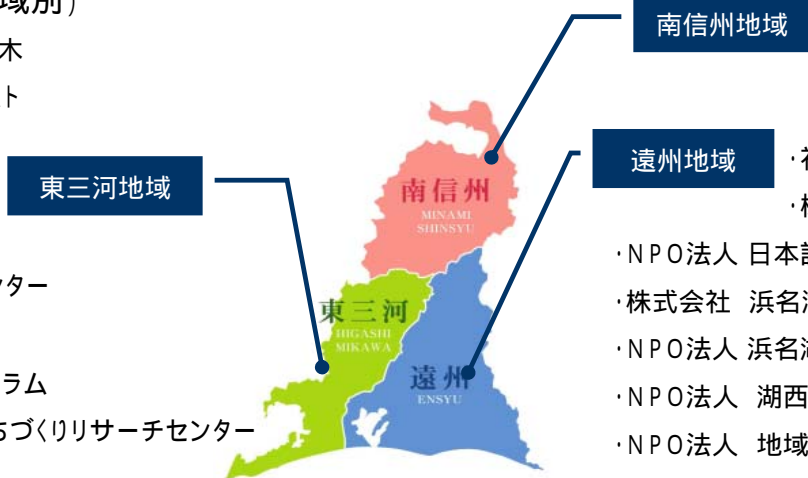 域別)
木
ト
東三河地域
ンター
ラム
ちづくりリサーチセンター
南信州
MINAMI
SHINSYU
東三河
HIGASHI
MIKAWA
遠州
ENSYU
南信州地域
遠州地域
・NPO法人 日本
・株式会社 浜名
・NPO法人 浜名
・NPO法人 湖西
・NPO法人 地域